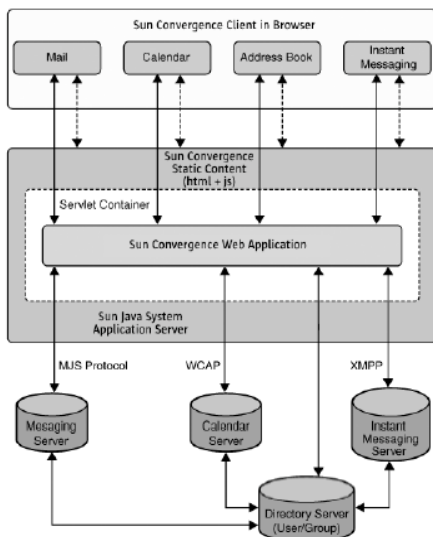 Sun Convergence Client in Browser
Mail
Calendar
Address Book
Instant
Messaging
Sun Convergence
Static Content
(html + js)
Servlet Container
Sun Convergence Web Application
Sun Java System
Application Server
MJS Protocol
WCAP
XMPP
Mesaging
Server
Calendar
Server
Instant
Messaging
Server
Directory Server
(User/Group)